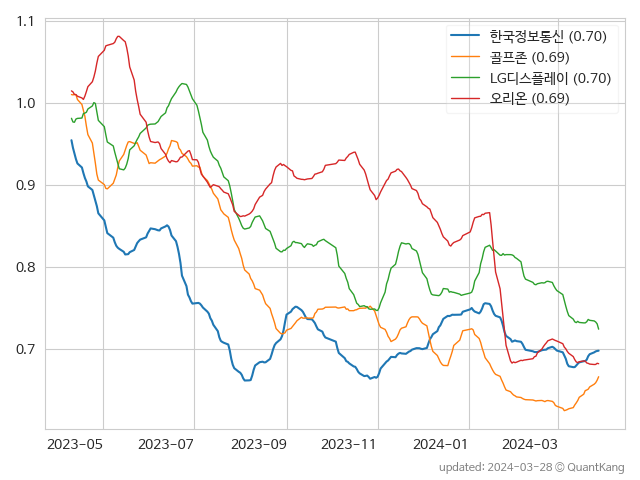 1.1
한국정보통신 (0.70)
골프존 (0.69)
LG디스플레이 (0.70)
오리온 (0.69)
1.0
0.9
0.8
0.7
2023-05 2023-07 2023-09 2023-11 2024-01 2024-03
updated: 2024-03-28 © QuantKang